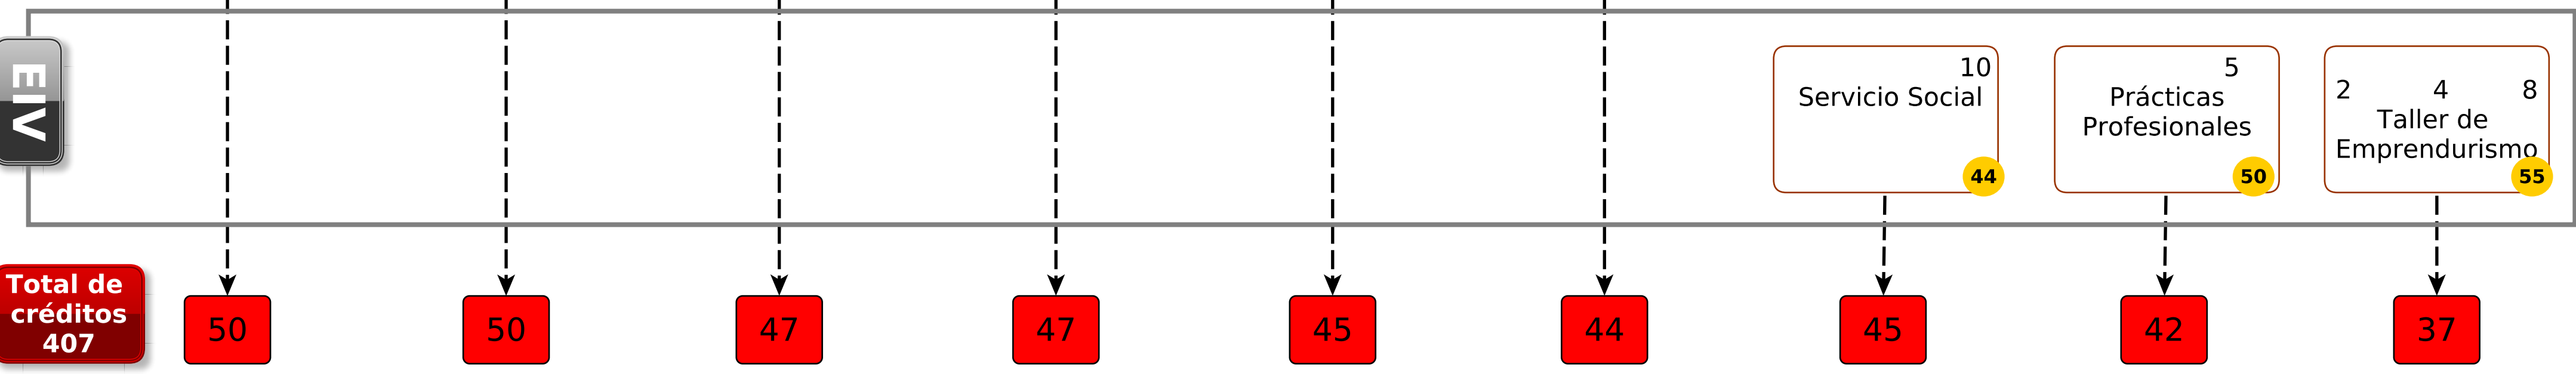 EIV
10
Servicio Social
44
5
Prácticas
Profesionales
50
2 4 8
Taller de
Emprendurismo
55
Total de
créditos
407
50 50 47 47 45 44 45 42 37